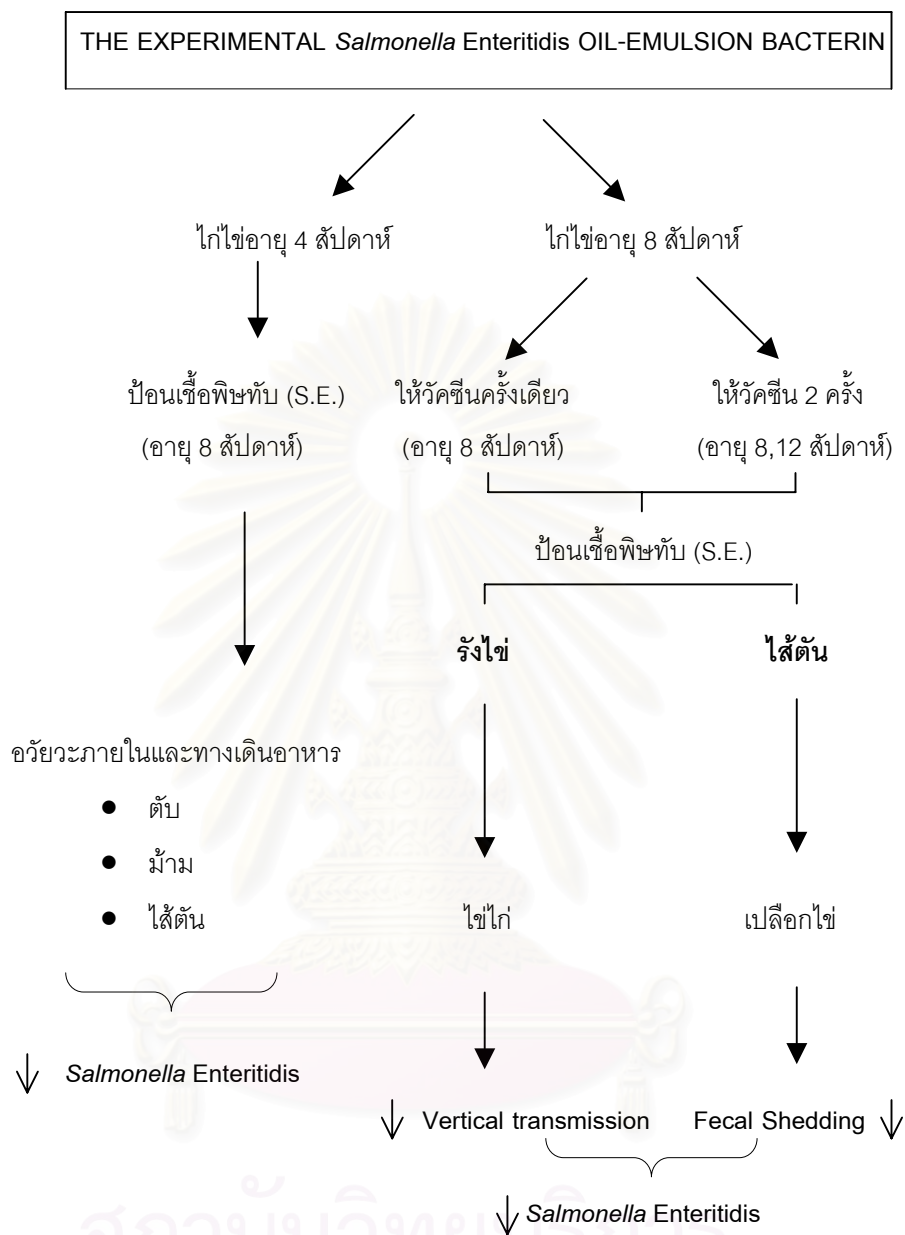 THE EXPERIMENTAL Salmonella Enteritidis OIL-EMULSION BACTERIN
ไก่ไข่อายุ 4 สัปดาห์
ไก่ไข่อายุ 8 สัปดาห์
ป้อนเชื้อพิษทับ (S.E.)
(อายุ 8 สัปดาห์)
ให้วัคซีนครั้งเดียว
(อายุ 8 สัปดาห์)
ให้วัคซีน 2 ครั้ง
(อายุ 8,12 สัปดาห์)
ป้อนเชื้อพิษทับ (S.E.)
รังไข่
ไส้ตัน
อวัยวะภายในและทางเดินอาหาร
● ตับ
● ม้าม
● ไส้ตัน
ไข่ไก่
เปลือกไข่
↓ Salmonella Enteritidis
↓ Vertical transmission
Fecal Shedding ↓
↓ Salmonella Enteritidis